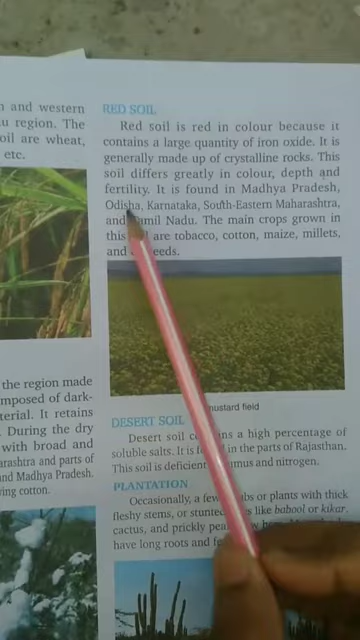 n and western
u region. The
oil are wheat,
etc.
the region made
mposed of dark-
terial. It retains
During the dry
with broad and
arashtra and parts of
and Madhya Pradesh.
ing cotton.
RED SOIL
Red soil is red in colour because it
contains a large quantity of iron oxide. It is
generally made up of crystalline rocks. This
soil differs greatly in colour, depth and
fertility. It is found in Madhya Pradesh,
Odisha, Karnataka, South-Eastern Maharashtra,
and Tamil Nadu. The main crops grown in
this are tobacco, cotton, maize, millets,
and eeds.
mustard field
DESERT SOIL
Desert soil c ns a high percentage of
soluble salts. It is f in the parts of Rajasthan.
This soil is deficient mus and nitrogen.
PLANTATION
Occasionally, a few bs or plants with thick
fleshy stems, or stunted s like babool or kikar,
cactus, and prickly pea
have long roots and fe